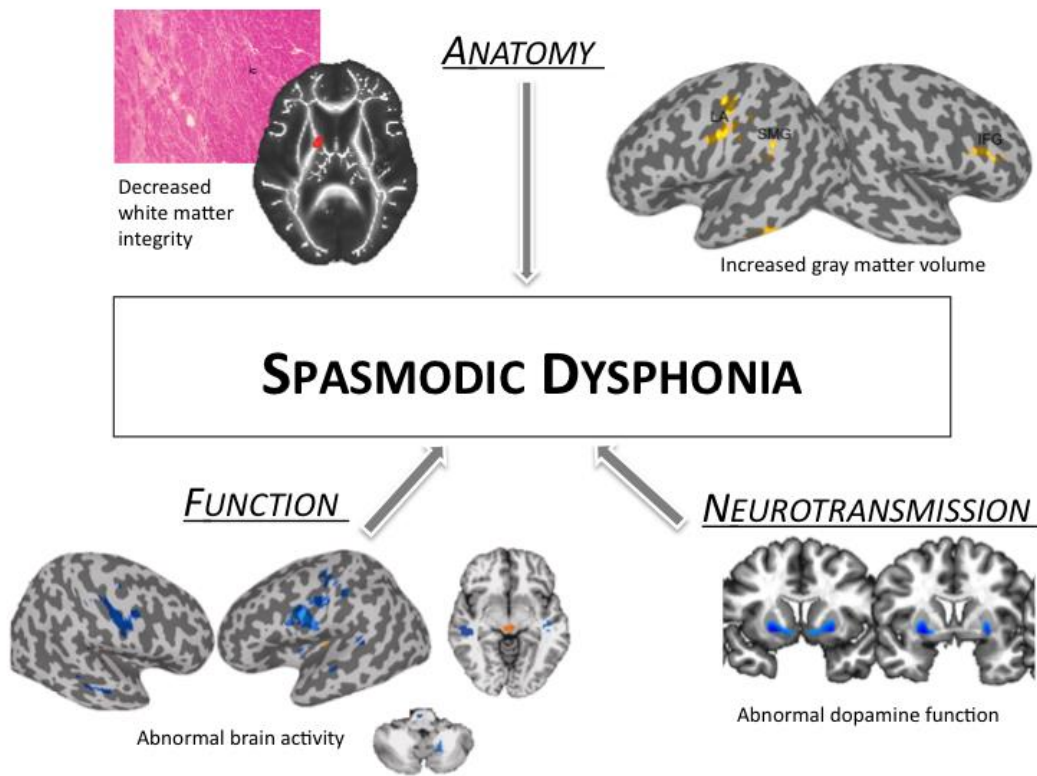 ANATOMY
Decreased
white matter
integrity
LA
SMG
IFG
Increased gray matter volume
SPASMODIC DYSPHONIA
FUNCTION
NEUROTRANSMISSION
Abnormal brain activity
Abnormal dopamine function